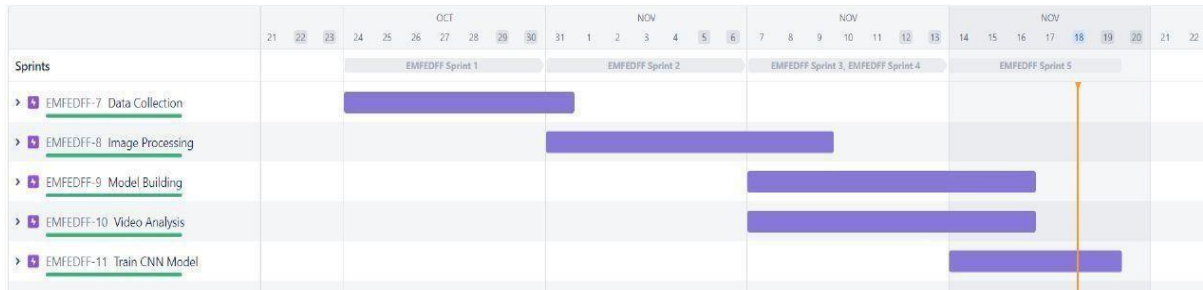 OCT NOV NOV NOV
21 22 23 24 25 26 27 28 29 30 31 1 2 3 4 5 6 7 8 9 10 11 12 13 14 15 16 17 18 19 20 21 22
Sprints EMFEDFF Sprint 1 EMFEDFF Sprint 2 EMFEDFF Sprint 3, EMFEDFF Sprint 4 EMFEDFF Sprint 5
EMFEDFF-7 Data Collection
EMFEDFF-8 Image Processing
EMFEDFF-9 Model Building
EMFEDFF-10 Video Analysis
EMFEDFF-11 Train CNN Model